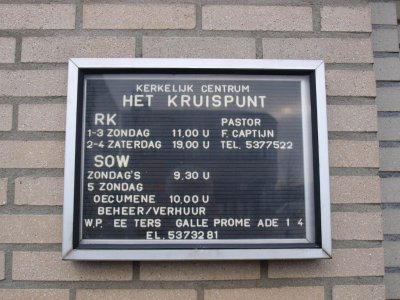 KERKELIJK CENTRUM
HET KRUISPUNT
RK PASTOR
1-3 ZONDAG 11,00 U F. CAPTIJN
2-4 ZATERDAG 19,00 U TEL. 5377522
SOW
ZONDAG'S 9,30 U
5 ZONDAG
OECUMENE 10,00 U
BEHEER/VERHUUR
W.P. EE TERS GALLE PROME ADE 1 4
EL. 5373281